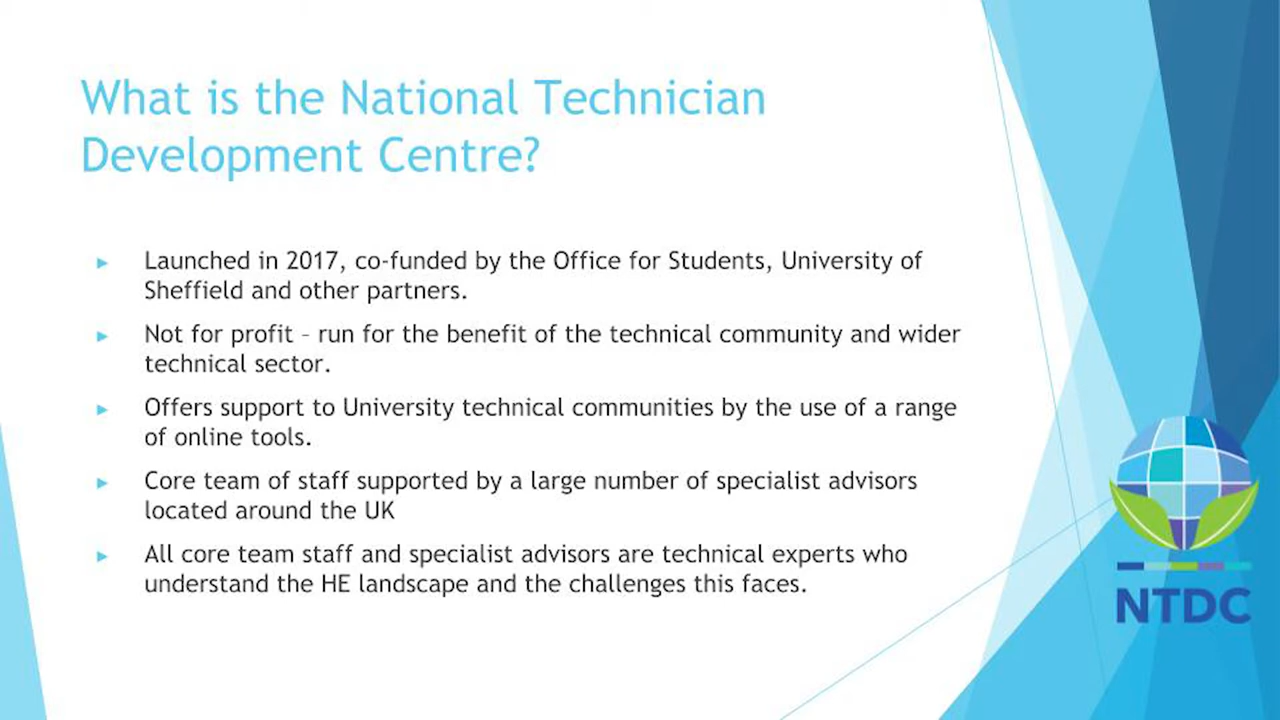 What is the National Technician
Development Centre?
► Launched in 2017, co-funded by the Office for Students, University of
Sheffield and other partners.
► Not for profit – run for the benefit of the technical community and wider
technical sector.
► Offers support to University technical communities by the use of a range
of online tools.
► Core team of staff supported by a large number of specialist advisors
located around the UK
► All core team staff and specialist advisors are technical experts who
understand the HE landscape and the challenges this faces.
NTDC